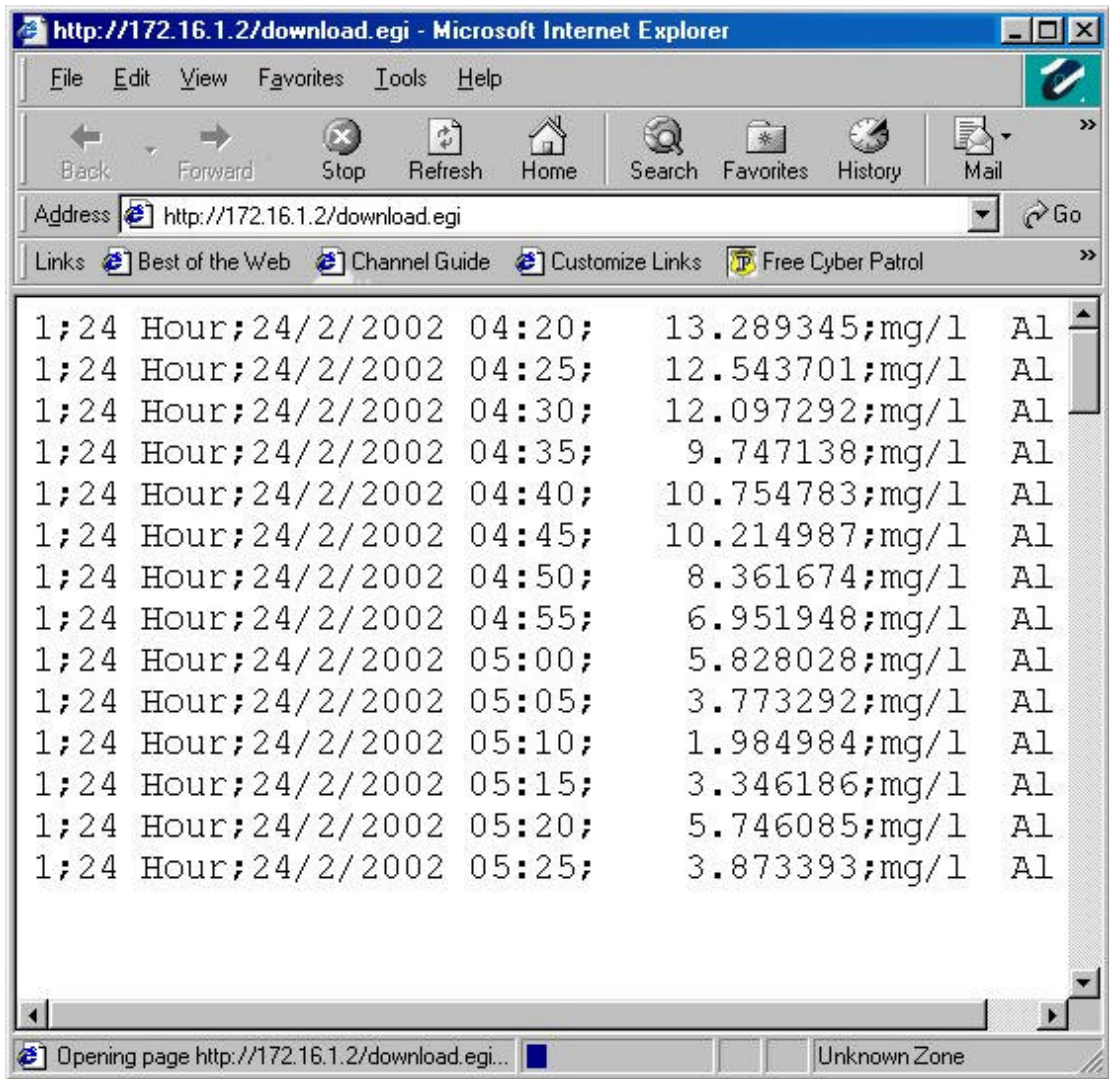 http://172.16.1.2/download.egi - Microsoft Internet Explorer
File Edit View Favorites Tools Help
Back Forward Stop Refresh Home Search Favorites History Mail »
Address http://172.16.1.2/download.egi Go
Links Best of the Web Channel Guide Customize Links Free Cyber Patrol »
1;24 Hour;24/2/2002 04:20; 13.289345;mg/l Al
1;24 Hour;24/2/2002 04:25; 12.543701;mg/l Al
1;24 Hour;24/2/2002 04:30; 12.097292;mg/l Al
1;24 Hour;24/2/2002 04:35; 9.747138;mg/l Al
1;24 Hour;24/2/2002 04:40; 10.754783;mg/l Al
1;24 Hour;24/2/2002 04:45; 10.214987;mg/l Al
1;24 Hour;24/2/2002 04:50; 8.361674;mg/l Al
1;24 Hour;24/2/2002 04:55; 6.951948;mg/l Al
1;24 Hour;24/2/2002 05:00; 5.828028;mg/l Al
1;24 Hour;24/2/2002 05:05; 3.773292;mg/l Al
1;24 Hour;24/2/2002 05:10; 1.984984;mg/l Al
1;24 Hour;24/2/2002 05:15; 3.346186;mg/l Al
1;24 Hour;24/2/2002 05:20; 5.746085;mg/l Al
1;24 Hour;24/2/2002 05:25; 3.873393;mg/l Al
Opening page http://172.16.1.2/download.egi... Unknown Zone